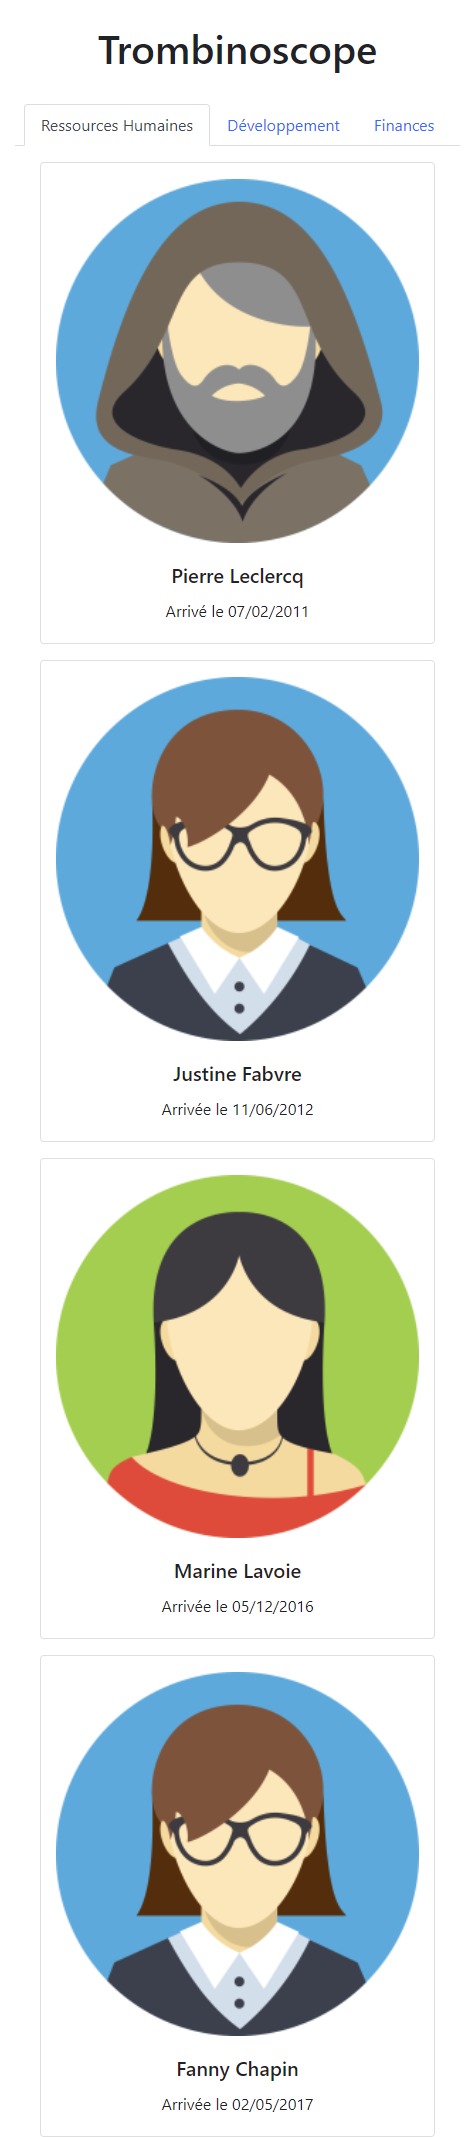 Trombinoscope
Ressources Humaines Développement Finances
Pierre Leclercq
Arrivé le 07/02/2011
Justine Fabvre
Arrivée le 11/06/2012
Marine Lavoie
Arrivée le 05/12/2016
Fanny Chapin
Arrivée le 02/05/2017